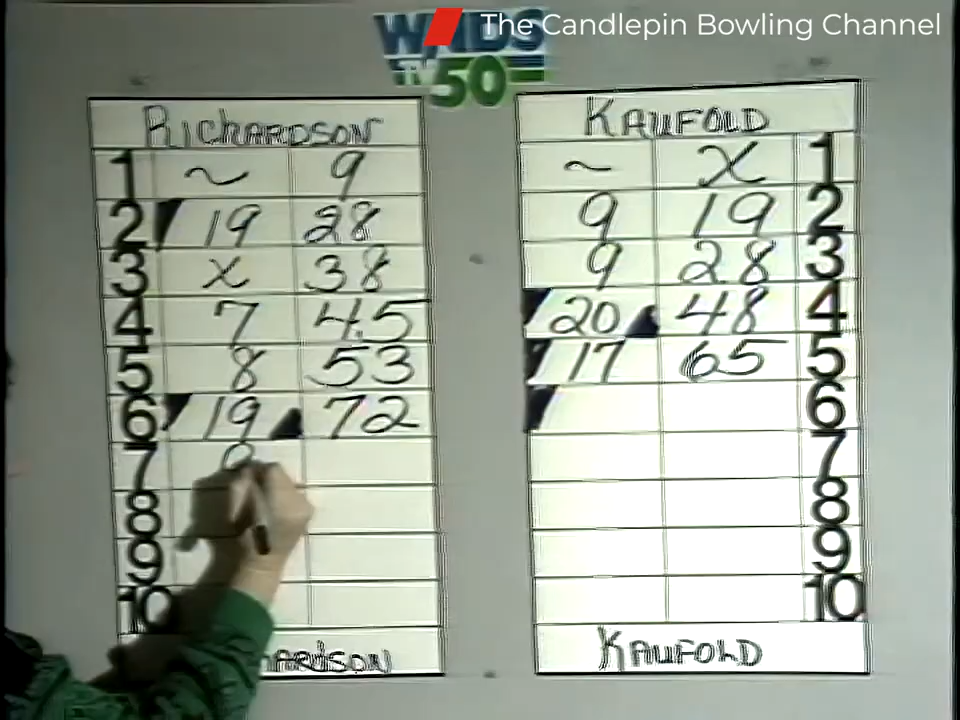 The Candlepin Bowling Channel
WNDS
TV 50
RICHARDSON
1 ~ 9
2 19 28
3 X 38
4 7 45
5 8 53
6 19 72
7
8
9
10
KAUFOLD
~ X 1
9 19 2
9 28 3
20 48 4
17 65 5
6
7
8
9
10
KAUFOLD